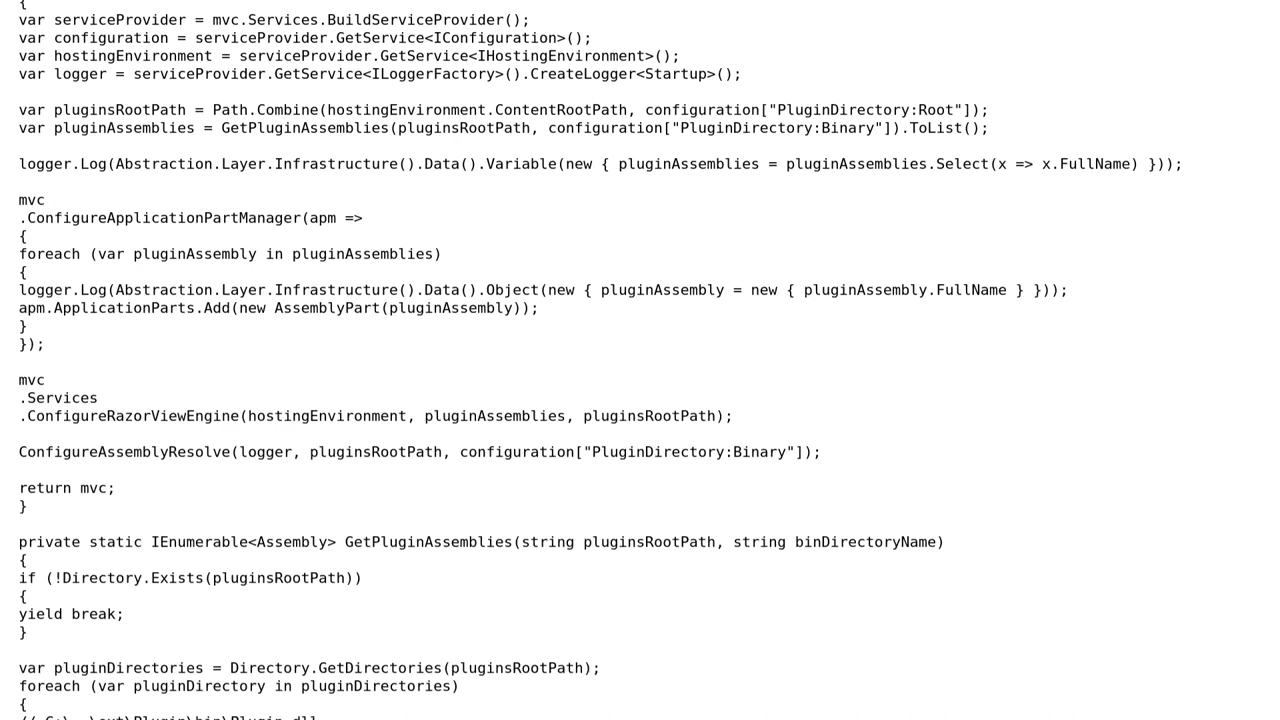 {
var serviceProvider = mvc.Services.BuildServiceProvider();
var configuration = serviceProvider.GetService<IConfiguration>();
var hostingEnvironment = serviceProvider.GetService<IHostingEnvironment>();
var logger = serviceProvider.GetService<ILoggerFactory>().CreateLogger<Startup>();

var pluginsRootPath = Path.Combine(hostingEnvironment.ContentRootPath, configuration["PluginDirectory:Root"]);
var pluginAssemblies = GetPluginAssemblies(pluginsRootPath, configuration["PluginDirectory:Binary"]).ToList();

logger.Log(Abstraction.Layer.Infrastructure().Data().Variable(new { pluginAssemblies = pluginAssemblies.Select(x => x.FullName) }));

mvc
.ConfigureApplicationPartManager(apm =>
{
foreach (var pluginAssembly in pluginAssemblies)
{
logger.Log(Abstraction.Layer.Infrastructure().Data().Object(new { pluginAssembly = new { pluginAssembly.FullName } }));
apm.ApplicationParts.Add(new AssemblyPart(pluginAssembly));
}
});

mvc
.Services
.ConfigureRazorViewEngine(hostingEnvironment, pluginAssemblies, pluginsRootPath);

ConfigureAssemblyResolve(logger, pluginsRootPath, configuration["PluginDirectory:Binary"]);

return mvc;
}

private static IEnumerable<Assembly> GetPluginAssemblies(string pluginsRootPath, string binDirectoryName)
{
if (!Directory.Exists(pluginsRootPath))
{
yield break;
}

var pluginDirectories = Directory.GetDirectories(pluginsRootPath);
foreach (var pluginDirectory in pluginDirectories)
{